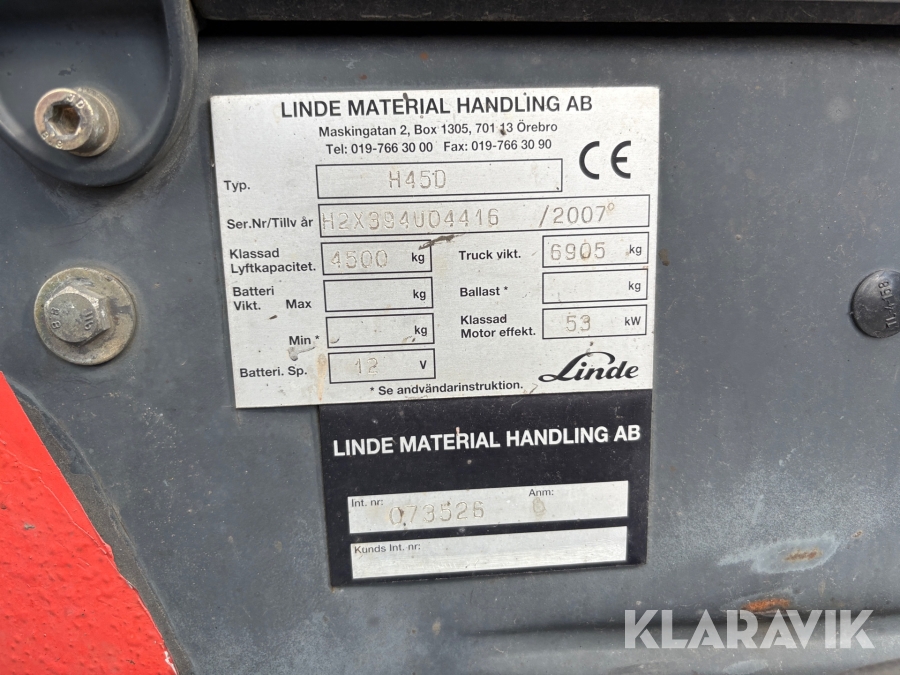 LINDE MATERIAL HANDLING AB
Maskingatan 2, Box 1305, 701 13 Örebro
Tel: 019-766 30 00 Fax: 019-766 30 90
CE
Typ. H45D
Ser.Nr/Tillv år H2X394U04416 /2007
Klassad Lyftkapacitet. 4500 kg Truck vikt. 6905 kg
Batteri Vikt. Max kg Ballast * kg
Min * kg Klassad Motor effekt. 53 kW
Batteri. Sp. 12 V Linde
* Se andvändarinstruktion.
LINDE MATERIAL HANDLING AB
Int. nr: 073526 Anm:
Kunds Int. nr:
KLARAVIK